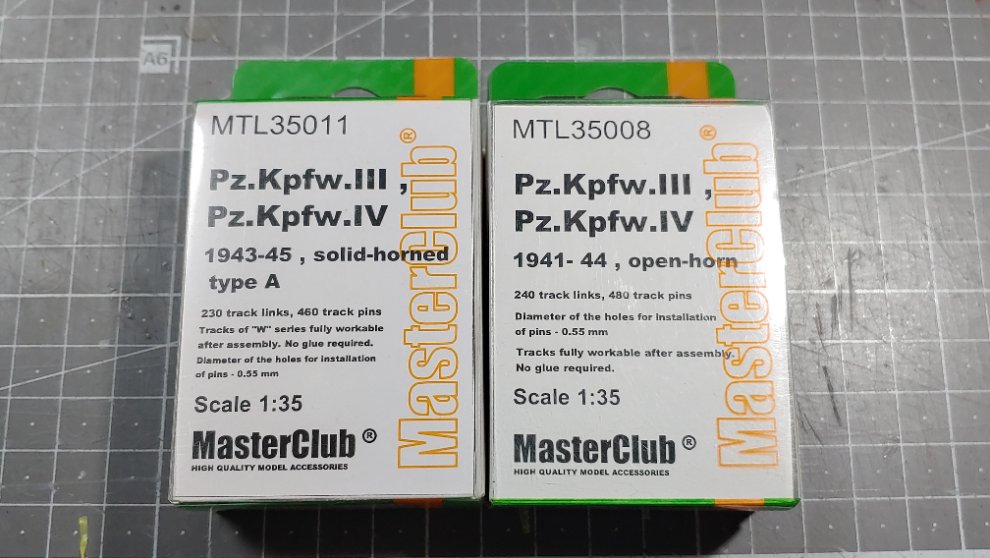 A6
MTL35011
Pz.Kpfw.III ,
Pz.Kpfw.IV
1943-45 , solid-horned
type A
230 track links, 460 track pins
Tracks of "W" series fully workable
after assembly. No glue required.
Diameter of the holes for installation
of pins - 0.55 mm
Scale 1:35
MasterClub ®
HIGH QUALITY MODEL ACCESSORIES
MasterClub®
MTL35008
Pz.Kpfw.III ,
Pz.Kpfw.IV
1941- 44 , open-horn
240 track links, 480 track pins
Diameter of the holes for installation
of pins - 0.55 mm
Tracks fully workable after assembly.
No glue required.
Scale 1:35
MasterClub ®
HIGH QUALITY MODEL ACCESSORIES
MasterClub®